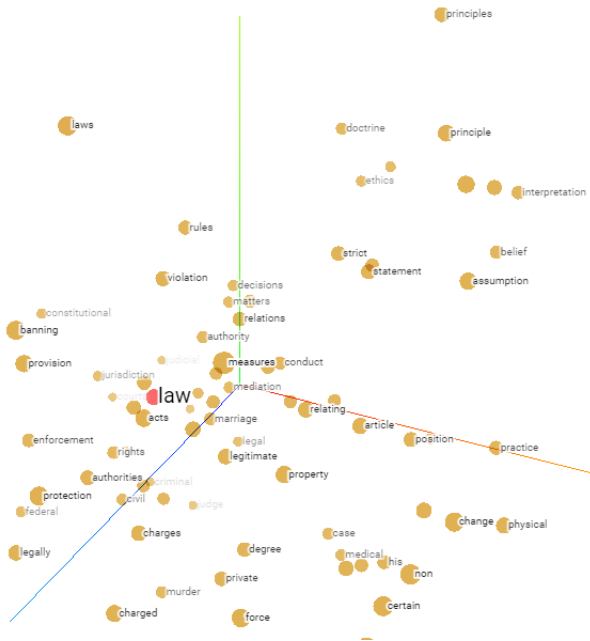 principles
laws
doctrine
principle
ethics
interpretation
rules
strict
belief
statement
violation
assumption
decisions
matters
constitutional
relations
banning
authority
judicial
measures
conduct
provision
jurisdiction
mediation
courts
law
relating
acts
marriage
article
enforcement
legal
position
practice
rights
legitimate
authorities
property
criminal
protection
civil
judge
federal
change
physical
charges
case
legally
degree
medical
his
non
private
murder
certain
charged
force